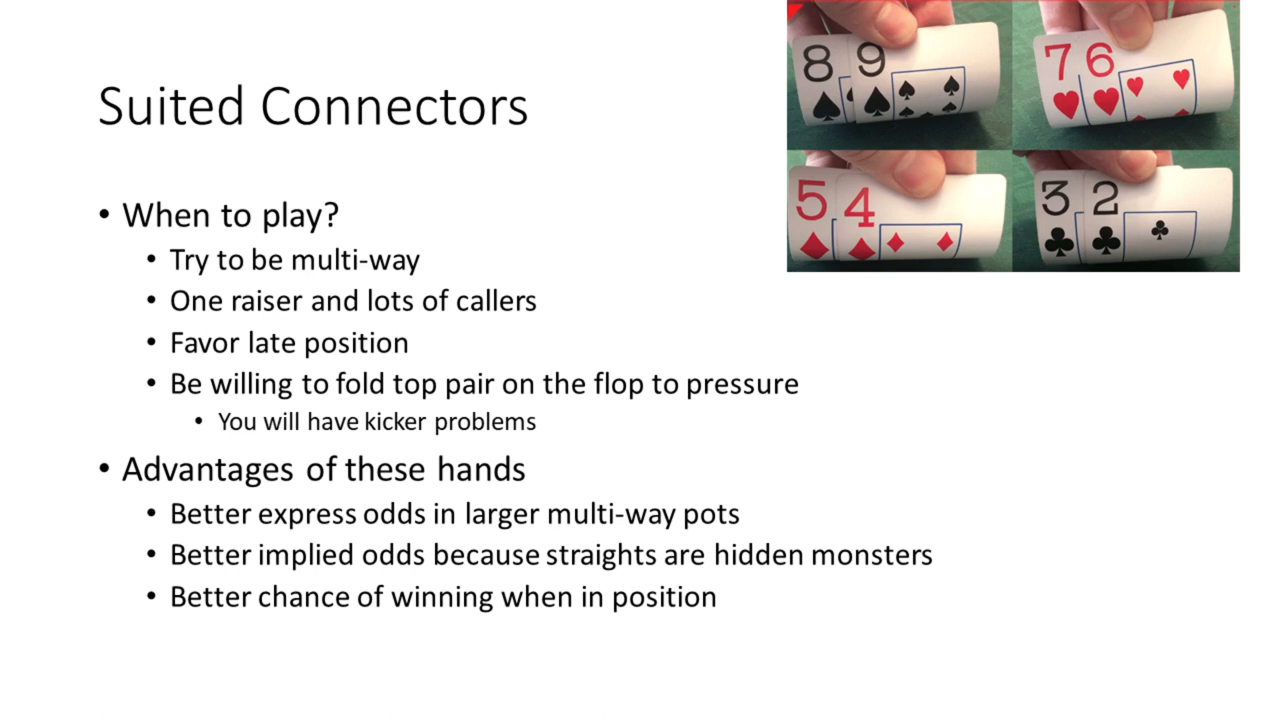 8 9
7 6
Suited Connectors
5 4
3 2
• When to play?
• Try to be multi-way
• One raiser and lots of callers
• Favor late position
• Be willing to fold top pair on the flop to pressure
• You will have kicker problems
• Advantages of these hands
• Better express odds in larger multi-way pots
• Better implied odds because straights are hidden monsters
• Better chance of winning when in position